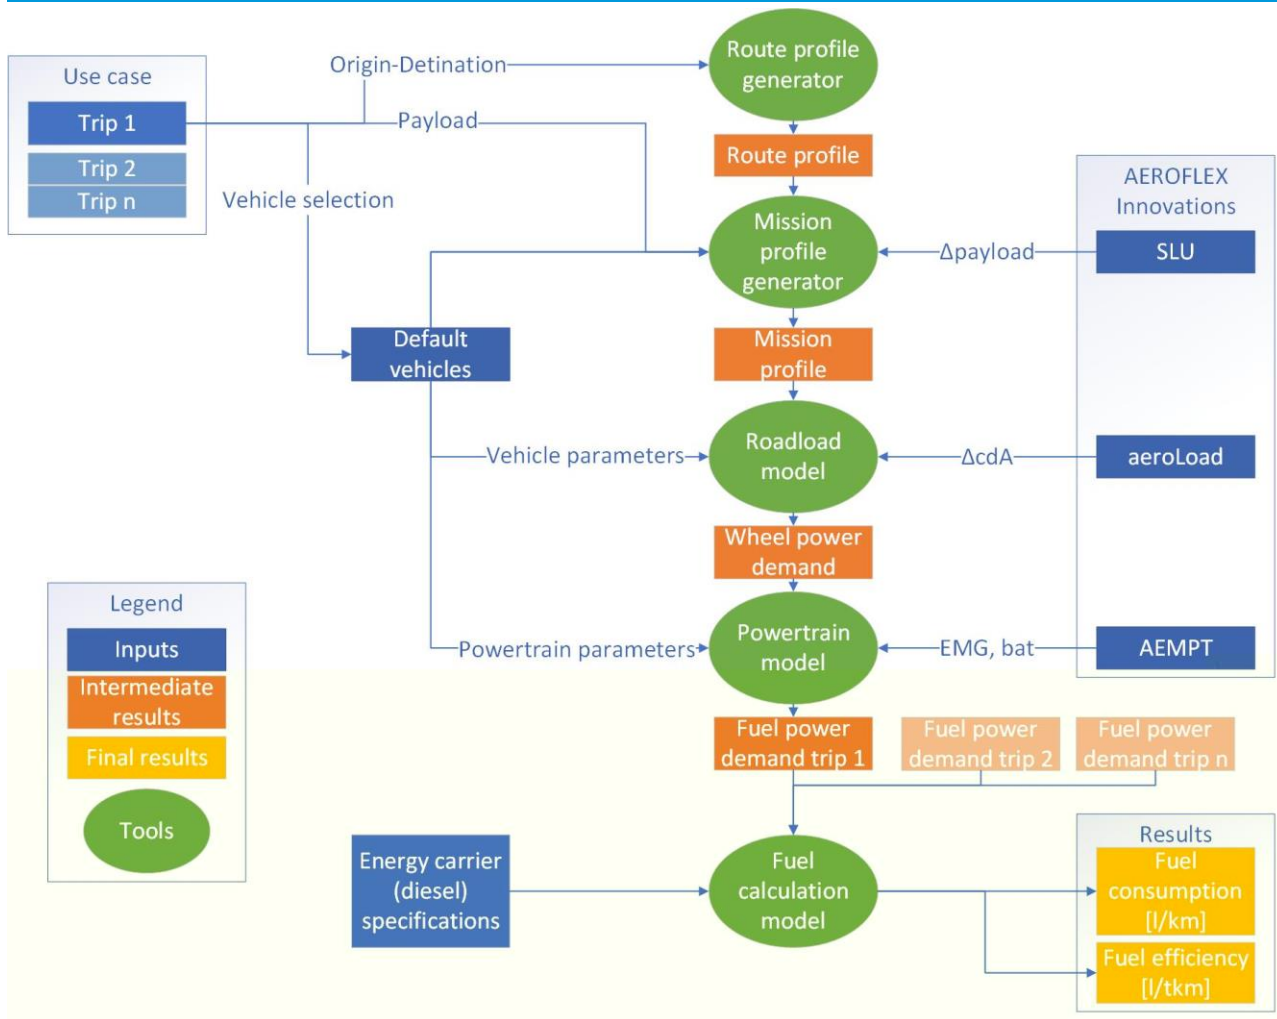 Use case
Trip 1
Trip 2
Trip n
Origin-Detination
Payload
Vehicle selection
Route profile
generator
Route profile
Mission
profile
generator
Δpayload
AEROFLEX
Innovations
SLU
Default
vehicles
Mission
profile
Vehicle parameters
Roadload
model
ΔcdA
aeroLoad
Wheel power
demand
Powertrain parameters
Powertrain
model
EMG, bat
AEMPT
Legend
Inputs
Intermediate
results
Final results
Tools
Fuel power
demand trip 1
Fuel power
demand trip 2
Fuel power
demand trip n
Energy carrier
(diesel)
specifications
Fuel
calculation
model
Results
Fuel
consumption
[l/km]
Fuel efficiency
[l/tkm]